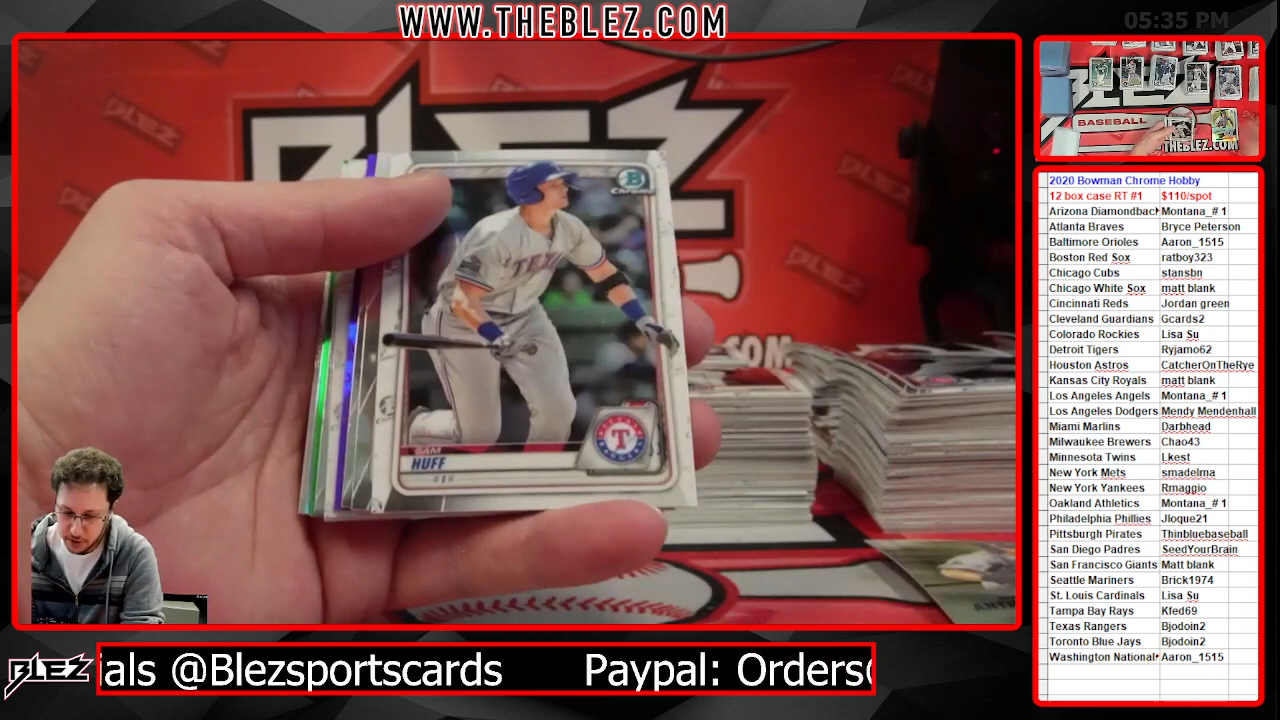 WWW.THEBLEZ.COM
05:35 PM
BLEZ
BASEBALL
THEBLEZ.COM
B
Chrome
SAM
HUFF
T
.COM
2020 Bowman Chrome Hobby
12 box case RT #1 $110/spot
Arizona Diamondback Montana_# 1
Atlanta Braves Bryce Peterson
Baltimore Orioles Aaron_1515
Boston Red Sox ratboy323
Chicago Cubs stansbn
Chicago White Sox matt blank
Cincinnati Reds Jordan green
Cleveland Guardians Gcards2
Colorado Rockies Lisa Su
Detroit Tigers Ryjamo62
Houston Astros CatcherOnTheRye
Kansas City Royals matt blank
Los Angeles Angels Montana_# 1
Los Angeles Dodgers Mendy Mendenhall
Miami Marlins Darbhead
Milwaukee Brewers Chao43
Minnesota Twins Lkest
New York Mets smadelma
New York Yankees Rmaggio
Oakland Athletics Montana_# 1
Philadelphia Phillies Jloque21
Pittsburgh Pirates Thinbluebaseball
San Diego Padres SeedYourBrain
San Francisco Giants Matt blank
Seattle Mariners Brick1974
St. Louis Cardinals Lisa Su
Tampa Bay Rays Kfed69
Texas Rangers Bjodoin2
Toronto Blue Jays Bjodoin2
Washington National Aaron_1515
BLEZ
ials @Blezsportscards Paypal: Orders@